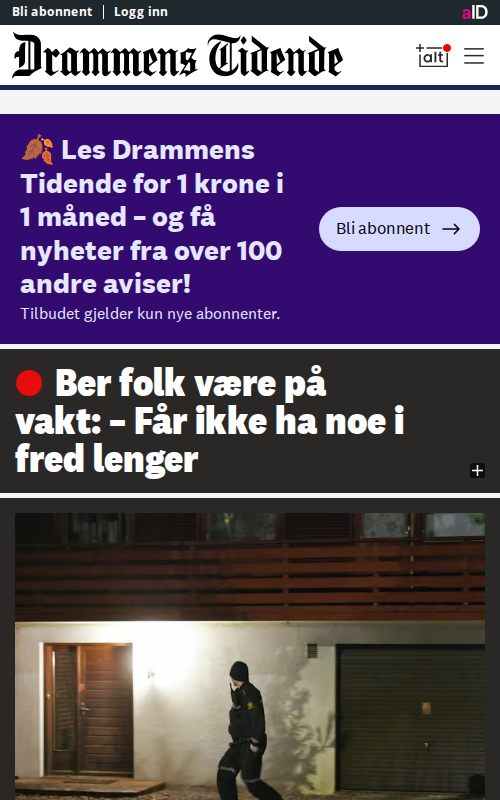 Bli abonnent
Logg inn
aID
Drammens Tidende
+alt
🍂 Les Drammens
Tidende for 1 krone i
1 måned – og få
nyheter fra over 100
andre aviser!
Tilbudet gjelder kun nye abonnenter.
Bli abonnent →
Ber folk være på
vakt: – Får ikke ha noe i
fred lenger
+